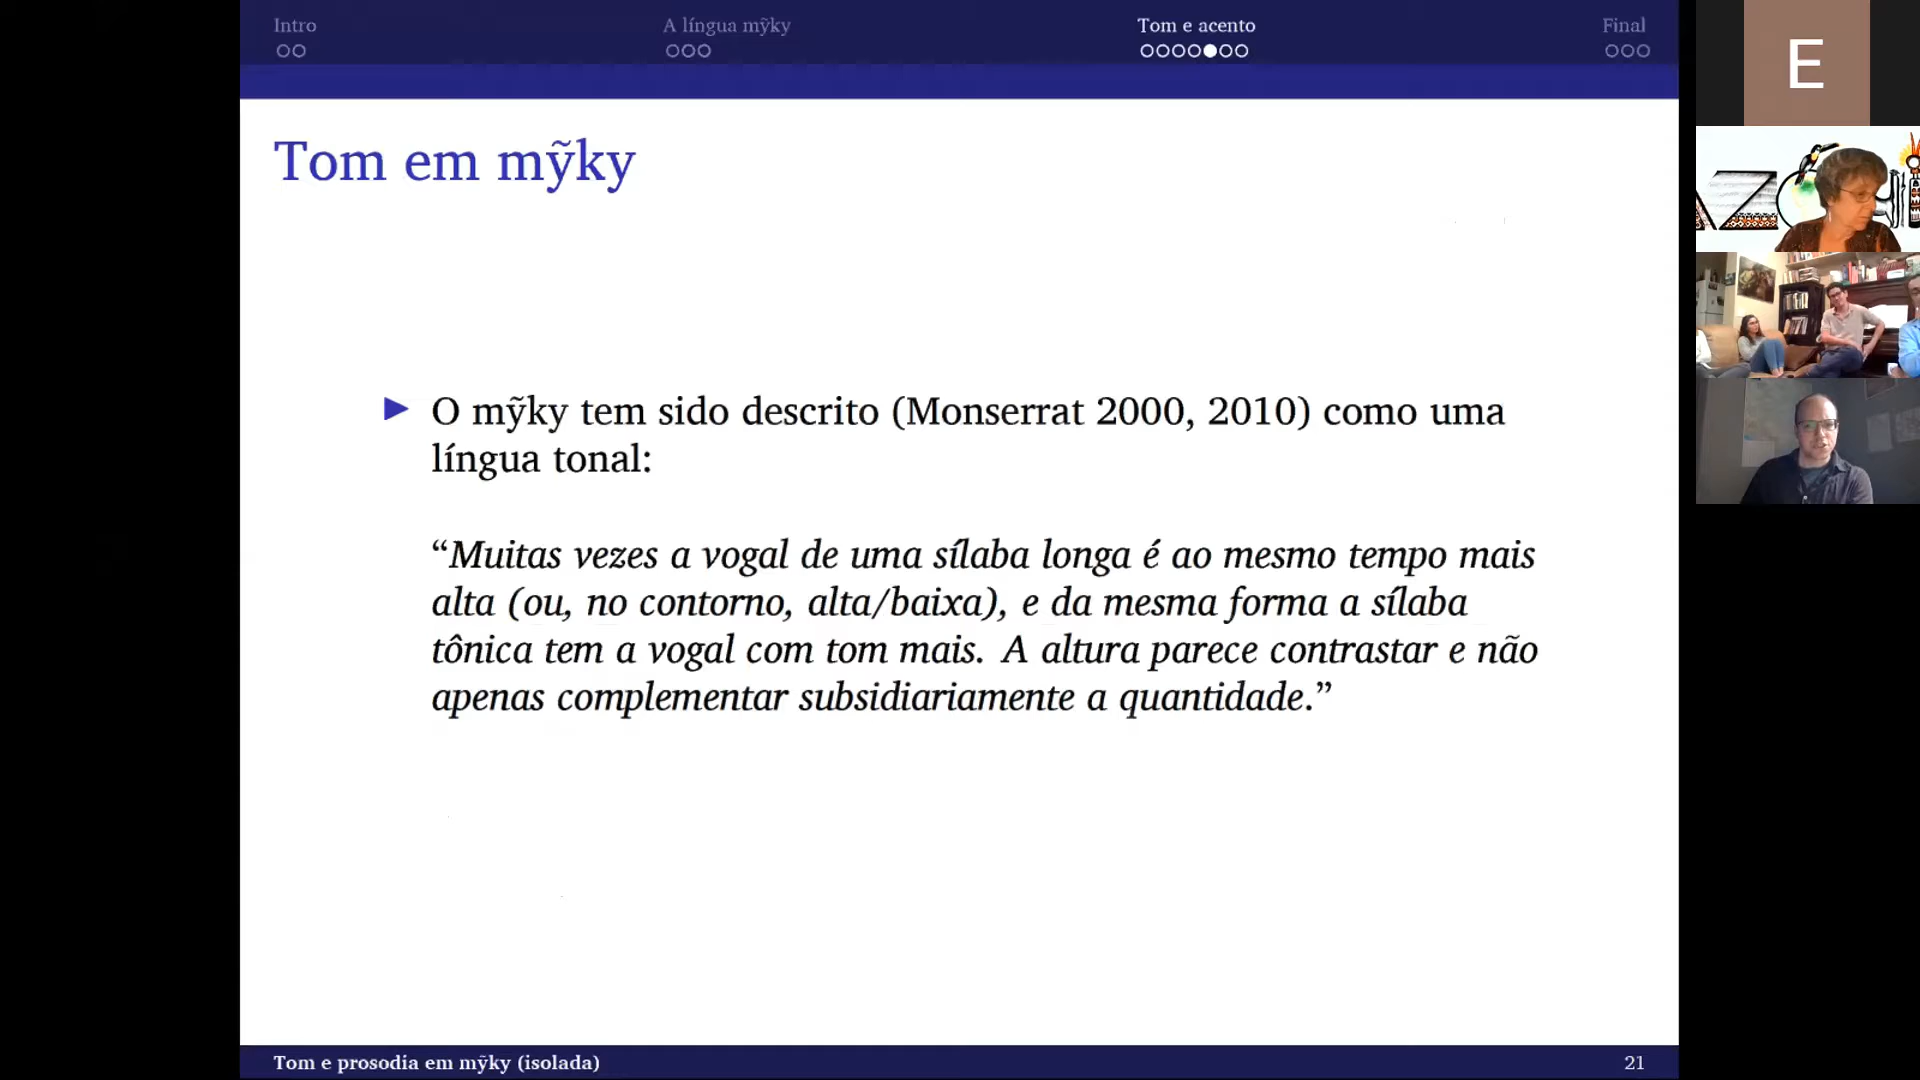 Intro
A língua mỹky
Tom e acento
Final
Tom em mỹky
O mỹky tem sido descrito (Monserrat 2000, 2010) como uma
língua tonal:
“Muitas vezes a vogal de uma sílaba longa é ao mesmo tempo mais
alta (ou, no contorno, alta/baixa), e da mesma forma a sílaba
tônica tem a vogal com tom mais. A altura parece contrastar e não
apenas complementar subsidiariamente a quantidade.”
Tom e prosodia em mỹky (isolada)
21
E